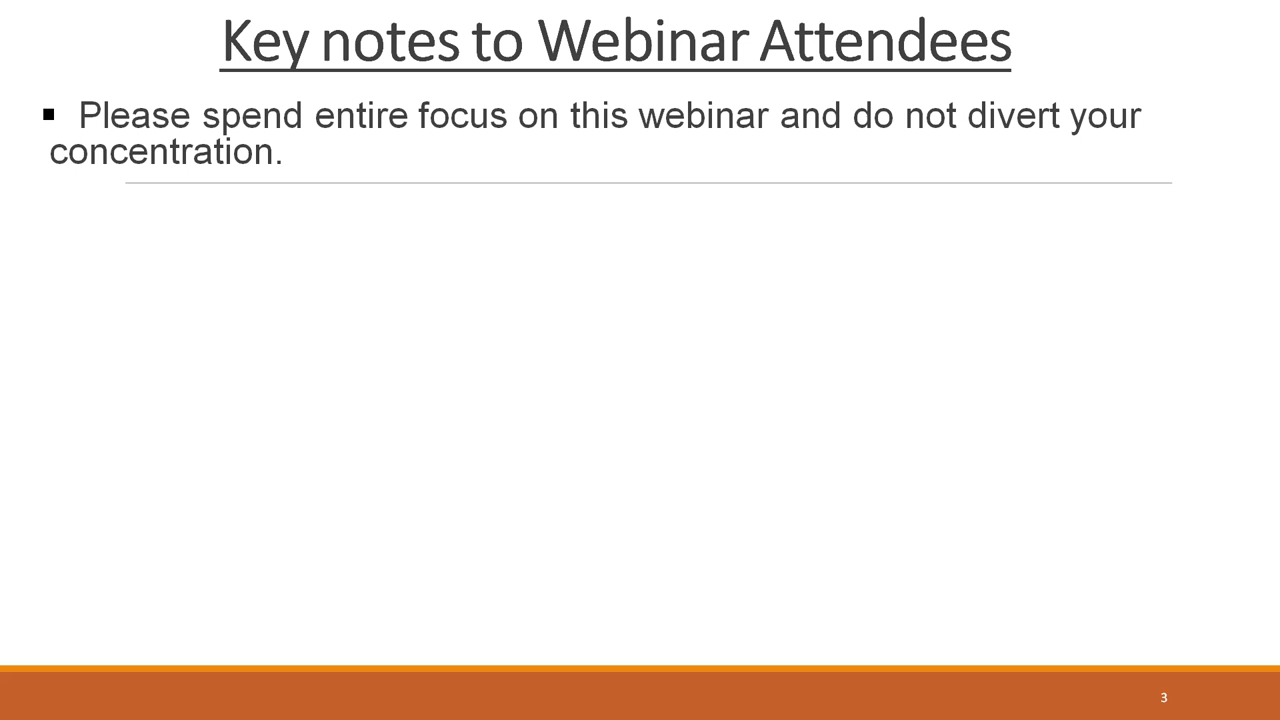 Key notes to Webinar Attendees
▪ Please spend entire focus on this webinar and do not divert your
concentration.
3